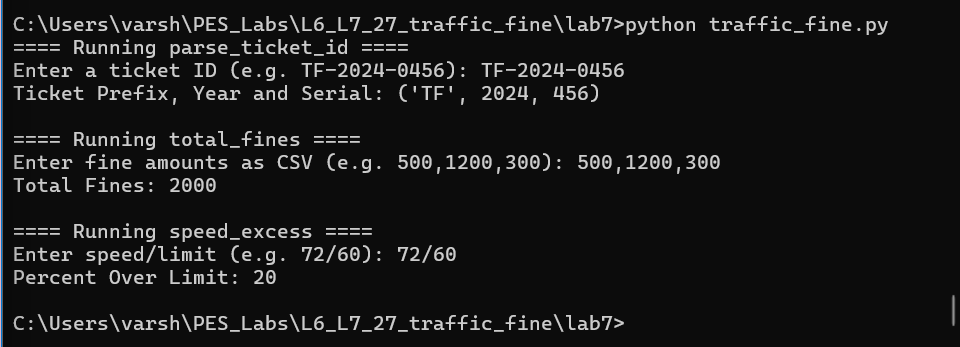 C:\Users\varsh\PES_Labs\L6_L7_27_traffic_fine\lab7>python traffic_fine.py
==== Running parse_ticket_id ====
Enter a ticket ID (e.g. TF-2024-0456): TF-2024-0456
Ticket Prefix, Year and Serial: ('TF', 2024, 456)
==== Running total_fines ====
Enter fine amounts as CSV (e.g. 500,1200,300): 500,1200,300
Total Fines: 2000
==== Running speed_excess ====
Enter speed/limit (e.g. 72/60): 72/60
Percent Over Limit: 20
C:\Users\varsh\PES_Labs\L6_L7_27_traffic_fine\lab7>